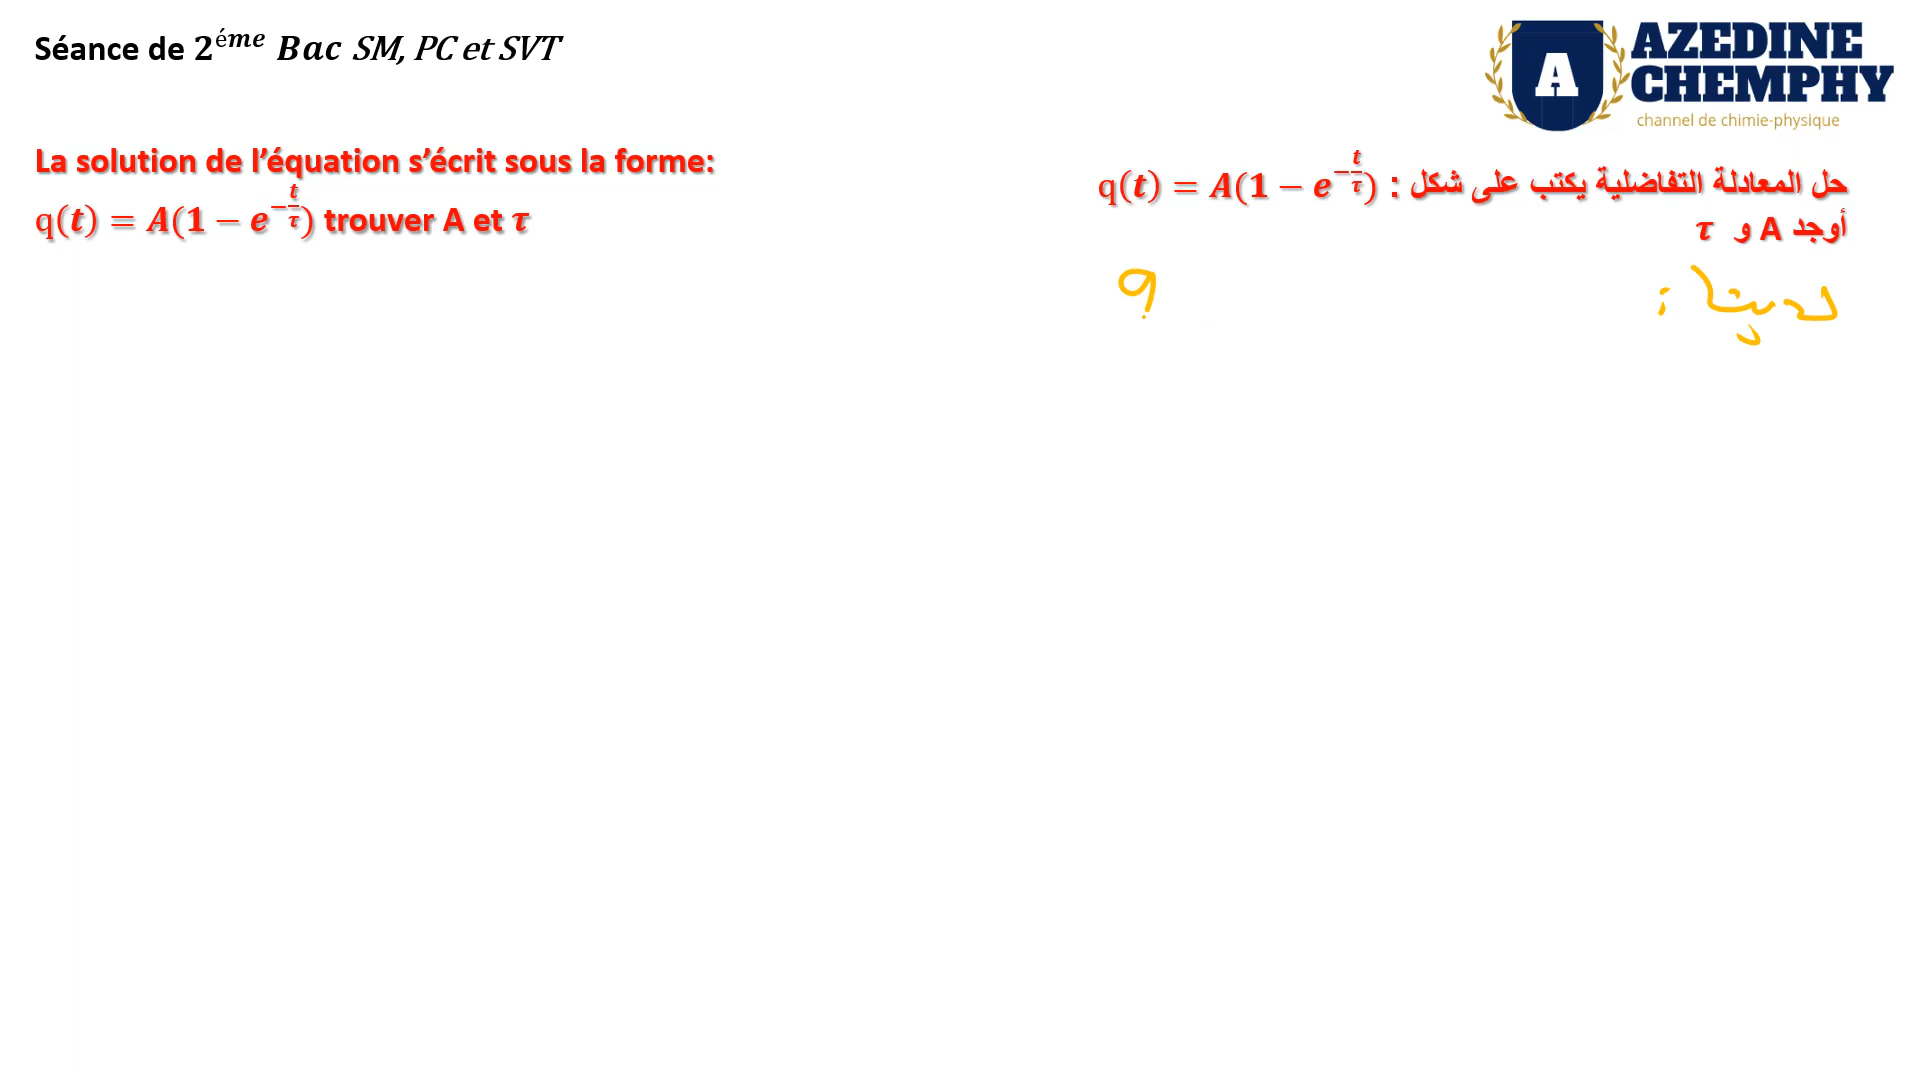 Séance de 2éme Bac SM, PC et SVT
AZEDINE
CHEMPHY
channel de chimie-physique
A
La solution de l’équation s’écrit sous la forme:
q(t) = A(1 − e^{−t/τ}) trouver A et τ
حل المعادلة التفاضلية يكتب على شكل : q(t) = A(1 − e^{−t/τ})
أوجد A و τ
لدينا :
q